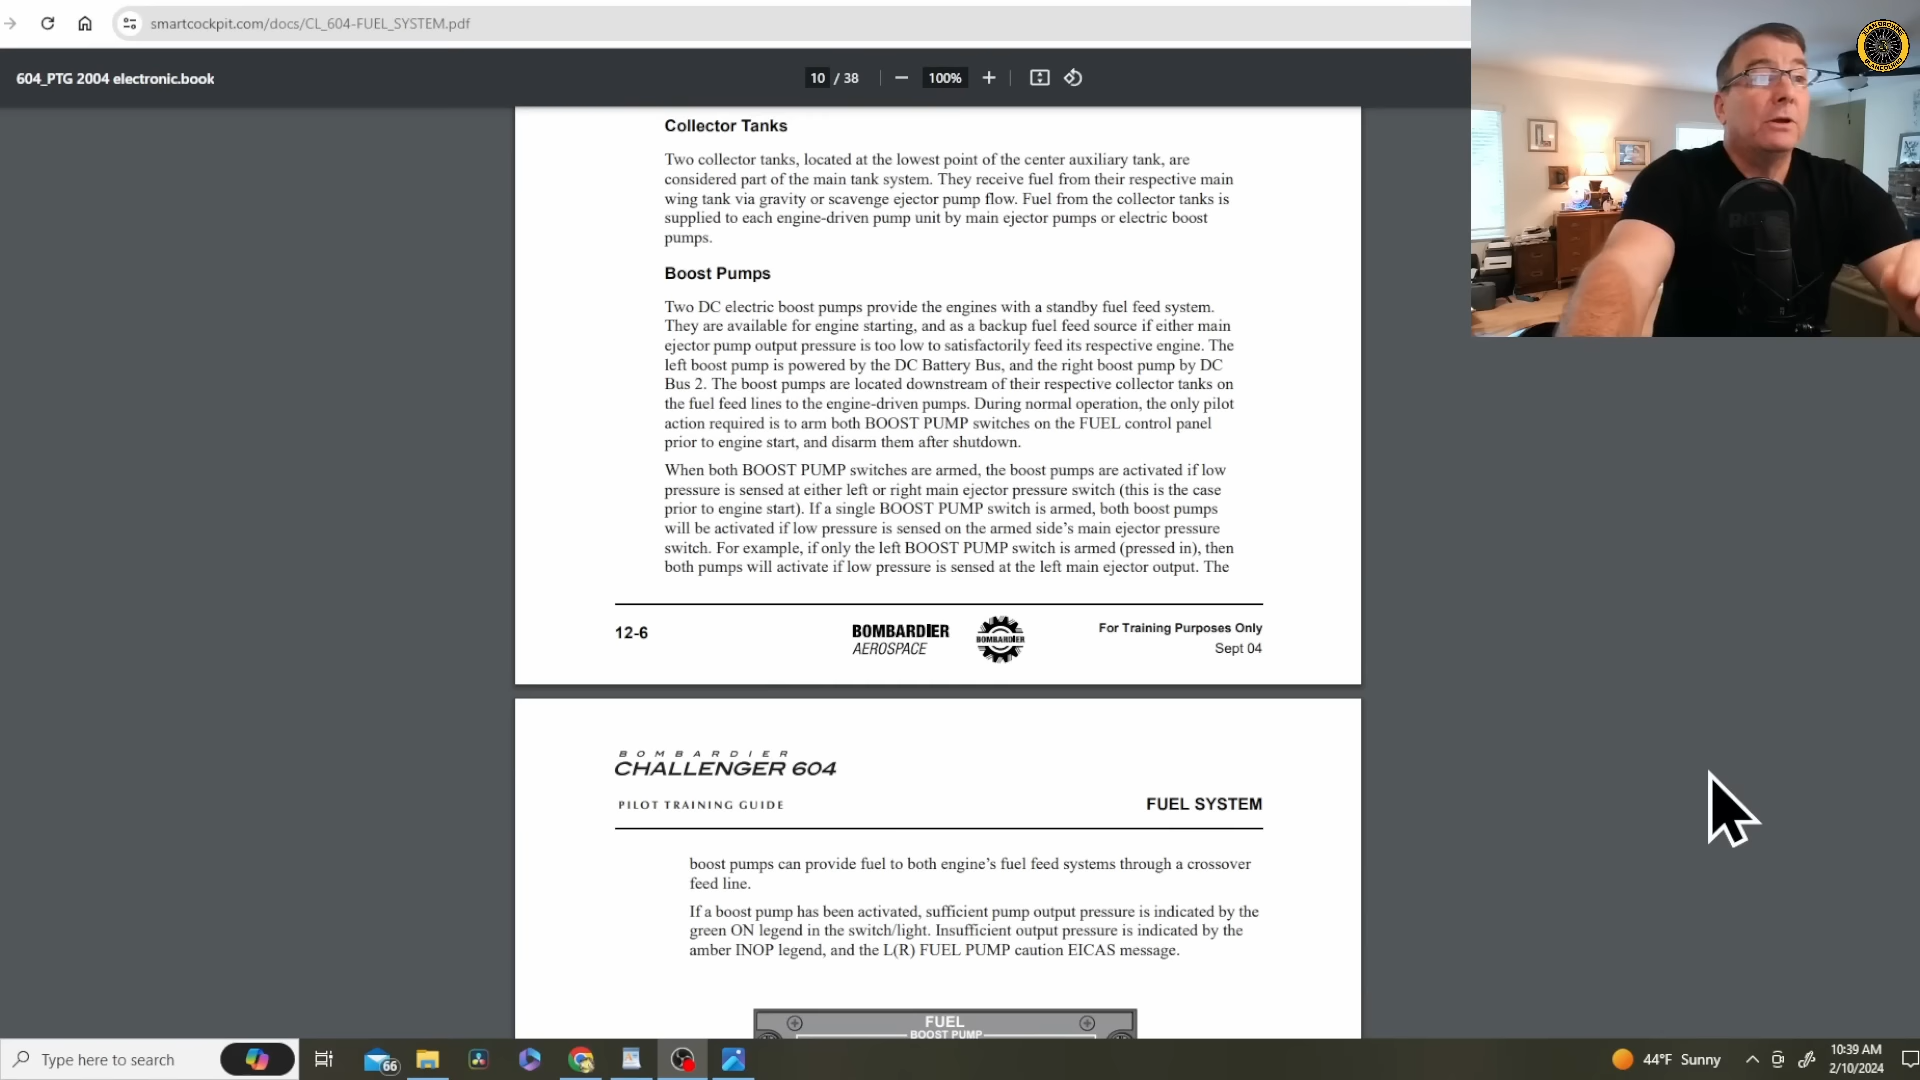 smartcockpit.com/docs/CL_604-FUEL_SYSTEM.pdf
604_PTG 2004 electronic.book
10 / 38
100%
Collector Tanks
Two collector tanks, located at the lowest point of the center auxiliary tank, are
considered part of the main tank system. They receive fuel from their respective main
wing tank via gravity or scavenge ejector pump flow. Fuel from the collector tanks is
supplied to each engine-driven pump unit by main ejector pumps or electric boost
pumps.
Boost Pumps
Two DC electric boost pumps provide the engines with a standby fuel feed system.
They are available for engine starting, and as a backup fuel feed source if either main
ejector pump output pressure is too low to satisfactorily feed its respective engine. The
left boost pump is powered by the DC Battery Bus, and the right boost pump by DC
Bus 2. The boost pumps are located downstream of their respective collector tanks on
the fuel feed lines to the engine-driven pumps. During normal operation, the only pilot
action required is to arm both BOOST PUMP switches on the FUEL control panel
prior to engine start, and disarm them after shutdown.
When both BOOST PUMP switches are armed, the boost pumps are activated if low
pressure is sensed at either left or right main ejector pressure switch (this is the case
prior to engine start). If a single BOOST PUMP switch is armed, both boost pumps
will be activated if low pressure is sensed on the armed side's main ejector pressure
switch. For example, if only the left BOOST PUMP switch is armed (pressed in), then
both pumps will activate if low pressure is sensed at the left main ejector output. The
12-6
BOMBARDIER
AEROSPACE
BOMBARDIER
For Training Purposes Only
Sept 04
BOMBARDIER
CHALLENGER 604
PILOT TRAINING GUIDE
FUEL SYSTEM
boost pumps can provide fuel to both engine's fuel feed systems through a crossover
feed line.
If a boost pump has been activated, sufficient pump output pressure is indicated by the
green ON legend in the switch/light. Insufficient output pressure is indicated by the
amber INOP legend, and the L(R) FUEL PUMP caution EICAS message.
FUEL
BOOST PUMP
Type here to search
66
44°F Sunny
10:39 AM
2/10/2024